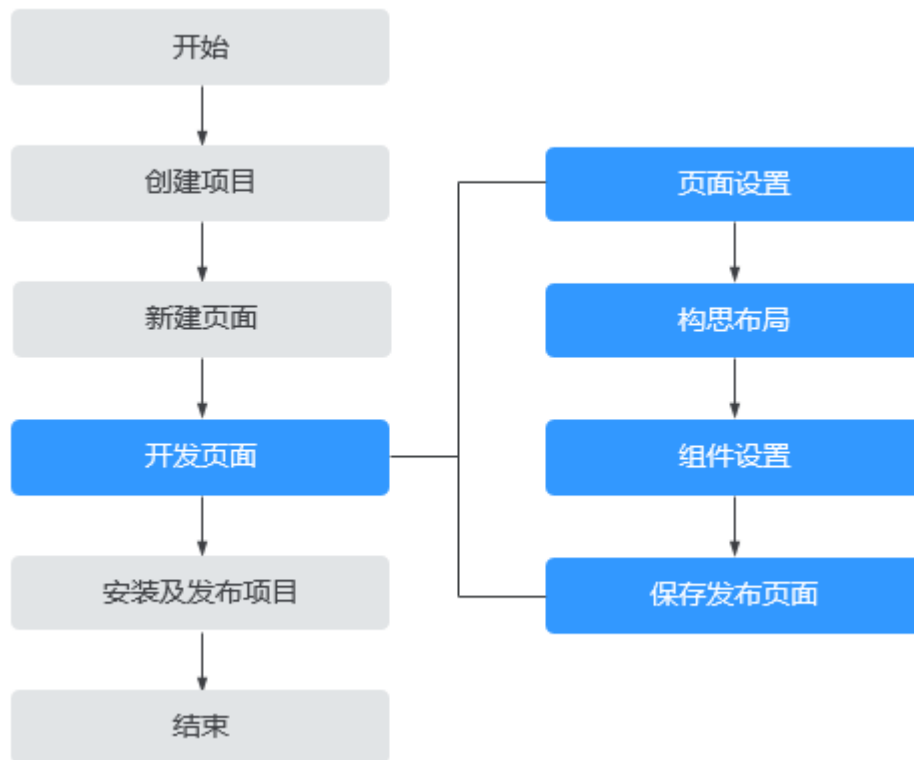 开始
创建项目
新建页面
开发页面
安装及发布项目
结束
页面设置
构思布局
组件设置
保存发布页面